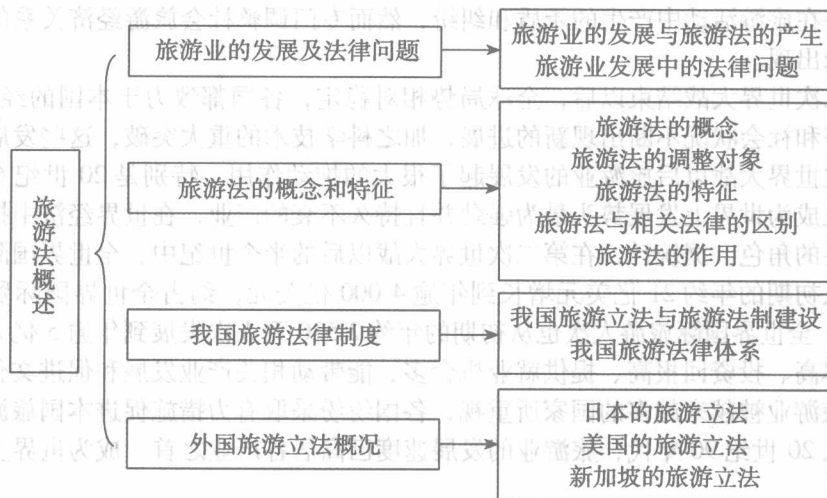 旅游法概述
旅游业的发展及法律问题
旅游业的发展与旅游法的产生
旅游业发展中的法律问题
旅游法的概念和特征
旅游法的概念
旅游法的调整对象
旅游法的特征
旅游法与相关法律的区别
旅游法的作用
我国旅游法律制度
我国旅游立法与旅游法制建设
我国旅游法律体系
外国旅游立法概况
日本的旅游立法
美国的旅游立法
新加坡的旅游立法